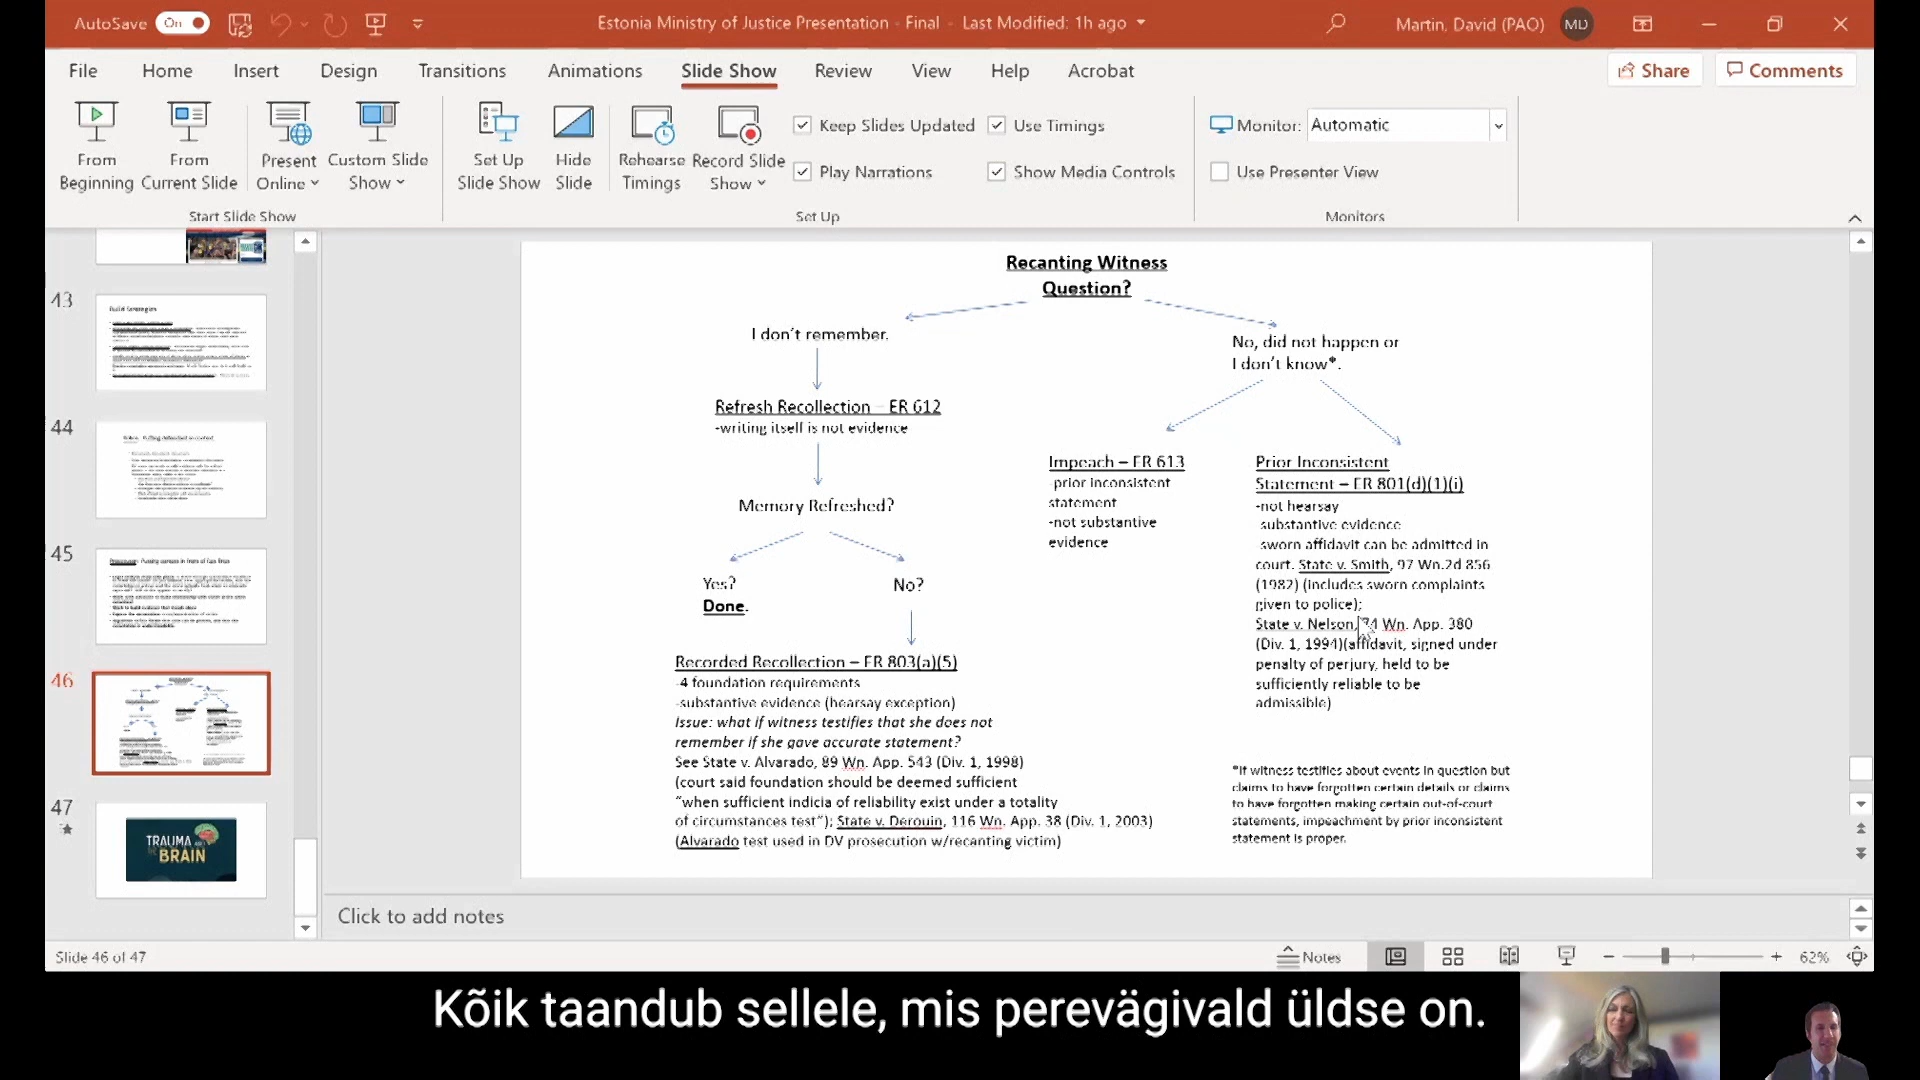 AutoSave On
Estonia Ministry of Justice Presentation - Final - Last Modified: 1h ago
Martin, David (PAO) MD
File Home Insert Design Transitions Animations Slide Show Review View Help Acrobat
Share Comments
From Beginning
From Current Slide
Present Online
Custom Slide Show
Set Up Slide Show
Hide Slide
Rehearse Timings
Record Slide Show
Keep Slides Updated
Use Timings
Play Narrations
Show Media Controls
Monitor: Automatic
Use Presenter View
Start Slide Show
Set Up
Monitors
43
44
45
46
47
TRAUMA
BRAIN
Recanting Witness
Question?
I don't remember.
Refresh Recollection – ER 612
-writing itself is not evidence
Memory Refreshed?
Yes?
Done.
No?
Recorded Recollection – ER 803(a)(5)
-4 foundation requirements
-substantive evidence (hearsay exception)
Issue: what if witness testifies that she does not
remember if she gave accurate statement?
See State v. Alvarado, 89 Wn. App. 543 (Div. 1, 1998)
(court said foundation should be deemed sufficient
"when sufficient indicia of reliability exist under a totality
of circumstances test"); State v. Derouin, 116 Wn. App. 38 (Div. 1, 2003)
(Alvarado test used in DV prosecution w/recanting victim)
No, did not happen or
I don't know*.
Impeach – ER 613
-prior inconsistent
statement
-not substantive
evidence
Prior Inconsistent
Statement – ER 801(d)(1)(i)
-not hearsay
-substantive evidence
-sworn affidavit can be admitted in
court. State v. Smith, 97 Wn.2d 856
(1982) (includes sworn complaints
given to police);
State v. Nelson, 74 Wn. App. 380
(Div. 1, 1994)(affidavit, signed under
penalty of perjury, held to be
sufficiently reliable to be
admissible)
*If witness testifies about events in question but
claims to have forgotten certain details or claims
to have forgotten making certain out-of-court
statements, impeachment by prior inconsistent
statement is proper.
Click to add notes
Slide 46 of 47
Notes
62%
Kõik taandub sellele, mis perevägivald üldse on.